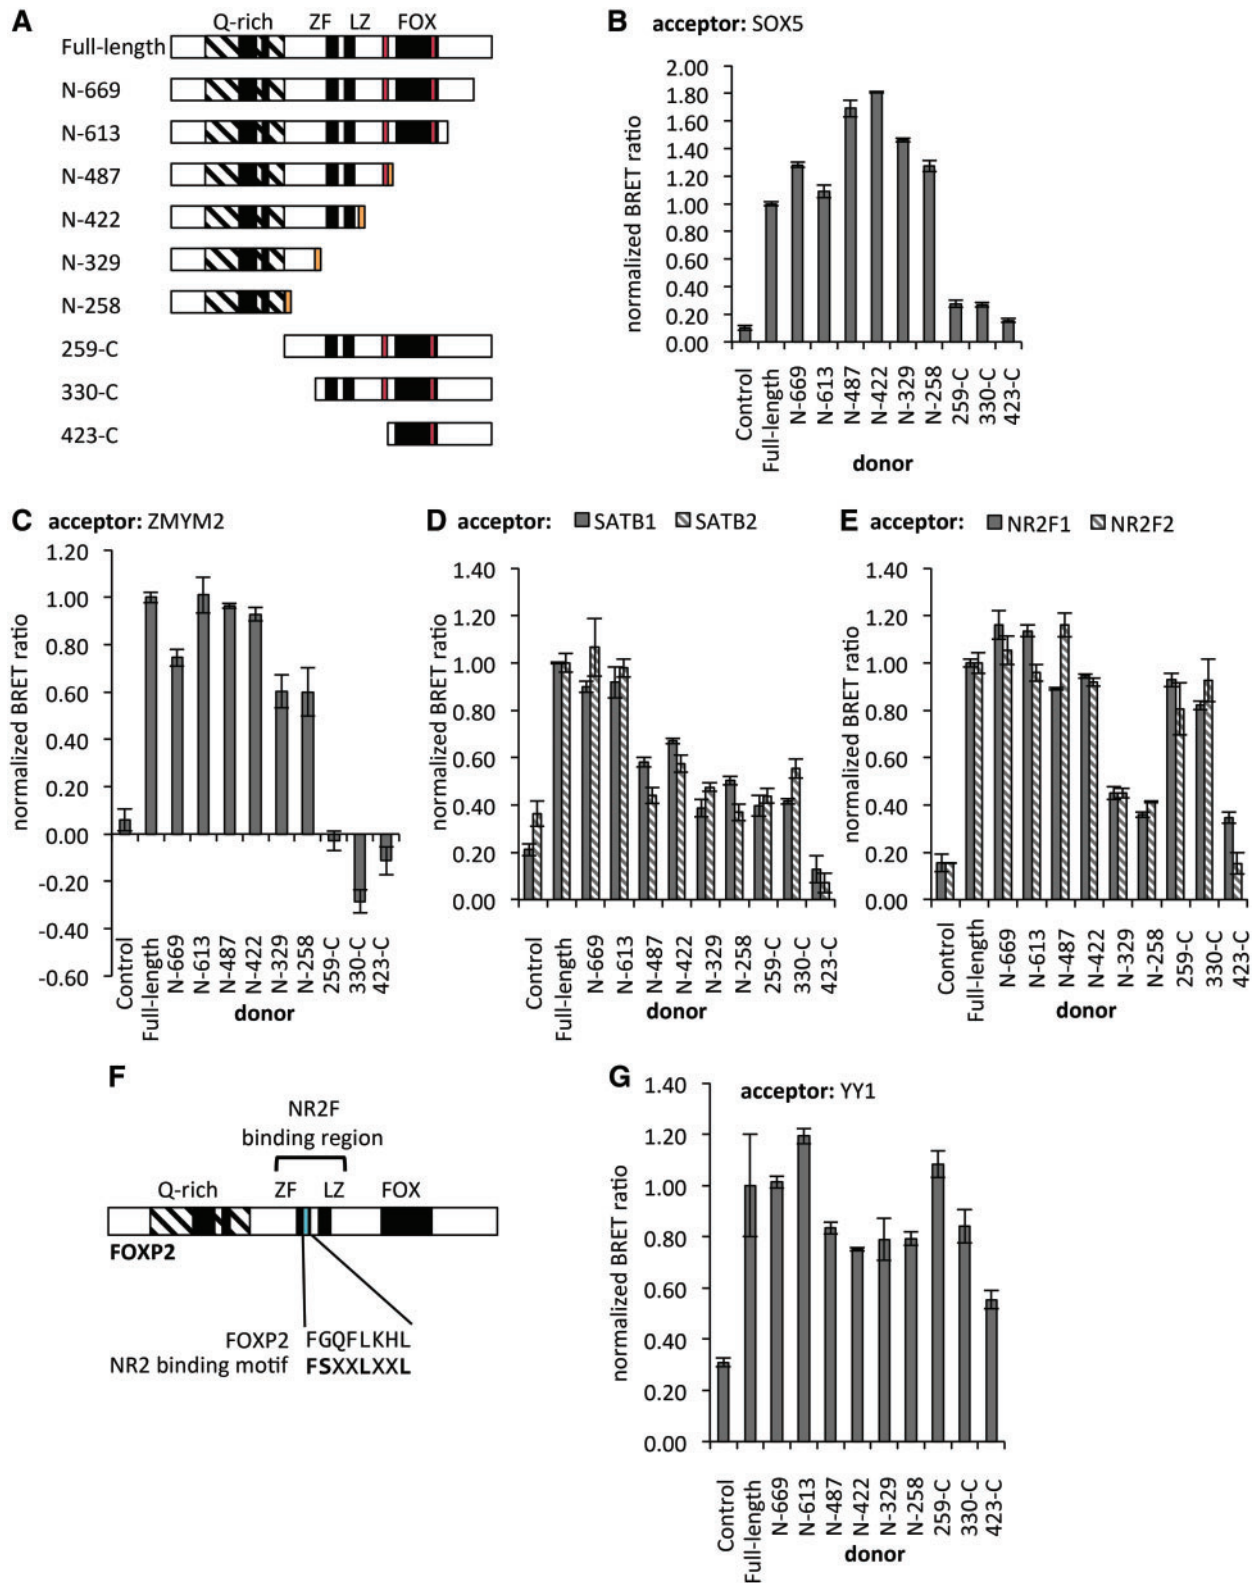 A
Q-rich ZF LZ FOX
Full-length
N-669
N-613
N-487
N-422
N-329
N-258
259-C
330-C
423-C
B acceptor: SOX5
normalized BRET ratio
2.00
1.80
1.60
1.40
1.20
1.00
0.80
0.60
0.40
0.20
0.00
Control
Full-length
N-669
N-613
N-487
N-422
N-329
N-258
259-C
330-C
423-C
donor
C acceptor: ZMYM2
normalized BRET ratio
1.20
1.00
0.80
0.60
0.40
0.20
0.00
-0.20
-0.40
-0.60
Control
Full-length
N-669
N-613
N-487
N-422
N-329
N-258
259-C
330-C
423-C
donor
D acceptor: SATB1 SATB2
normalized BRET ratio
1.40
1.20
1.00
0.80
0.60
0.40
0.20
0.00
Control
Full-length
N-669
N-613
N-487
N-422
N-329
N-258
259-C
330-C
423-C
donor
E acceptor: NR2F1 NR2F2
normalized BRET ratio
1.40
1.20
1.00
0.80
0.60
0.40
0.20
0.00
Control
Full-length
N-669
N-613
N-487
N-422
N-329
N-258
259-C
330-C
423-C
donor
F
NR2F
binding region
Q-rich ZF LZ FOX
FOXP2
FOXP2 FGQFLKHL
NR2 binding motif FSXXLXXL
G acceptor: YY1
normalized BRET ratio
1.40
1.20
1.00
0.80
0.60
0.40
0.20
0.00
Control
Full-length
N-669
N-613
N-487
N-422
N-329
N-258
259-C
330-C
423-C
donor